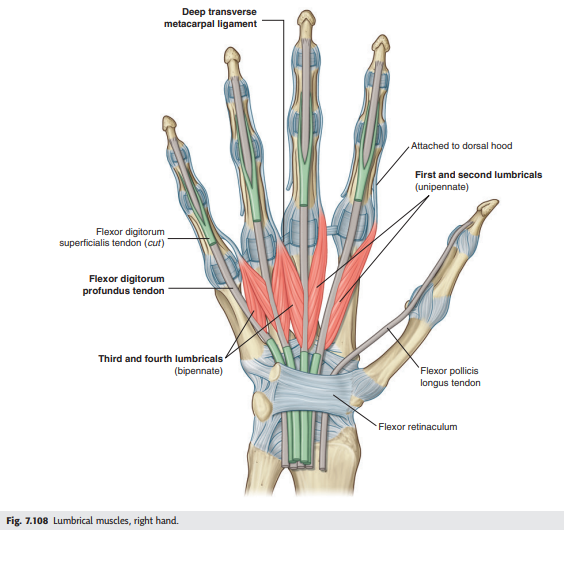 Deep transverse
metacarpal ligament
Attached to dorsal hood
First and second lumbricals
(unipennate)
Flexor digitorum
superficialis tendon (cut)
Flexor digitorum
profundus tendon
Third and fourth lumbricals
(bipennate)
Flexor pollicis
longus tendon
Flexor retinaculum
Fig. 7.108 Lumbrical muscles, right hand.